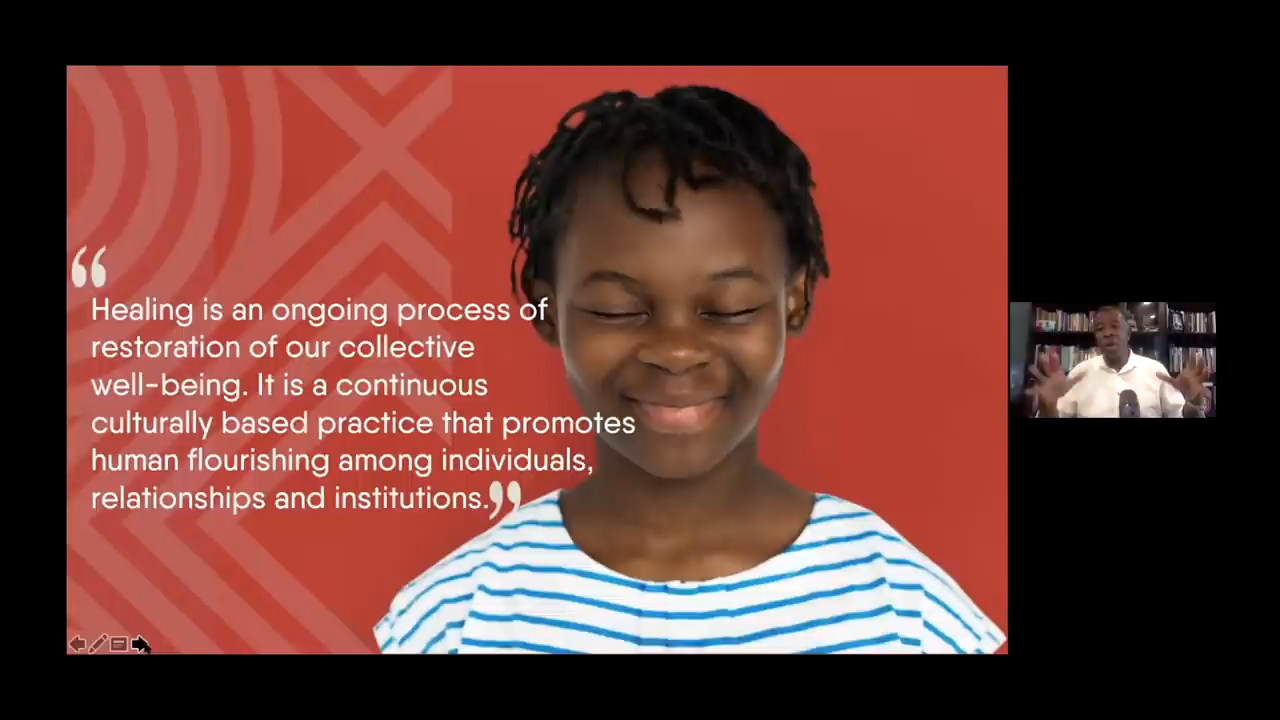 “
Healing is an ongoing process of
restoration of our collective
well-being. It is a continuous
culturally based practice that promotes
human flourishing among individuals,
relationships and institutions.”